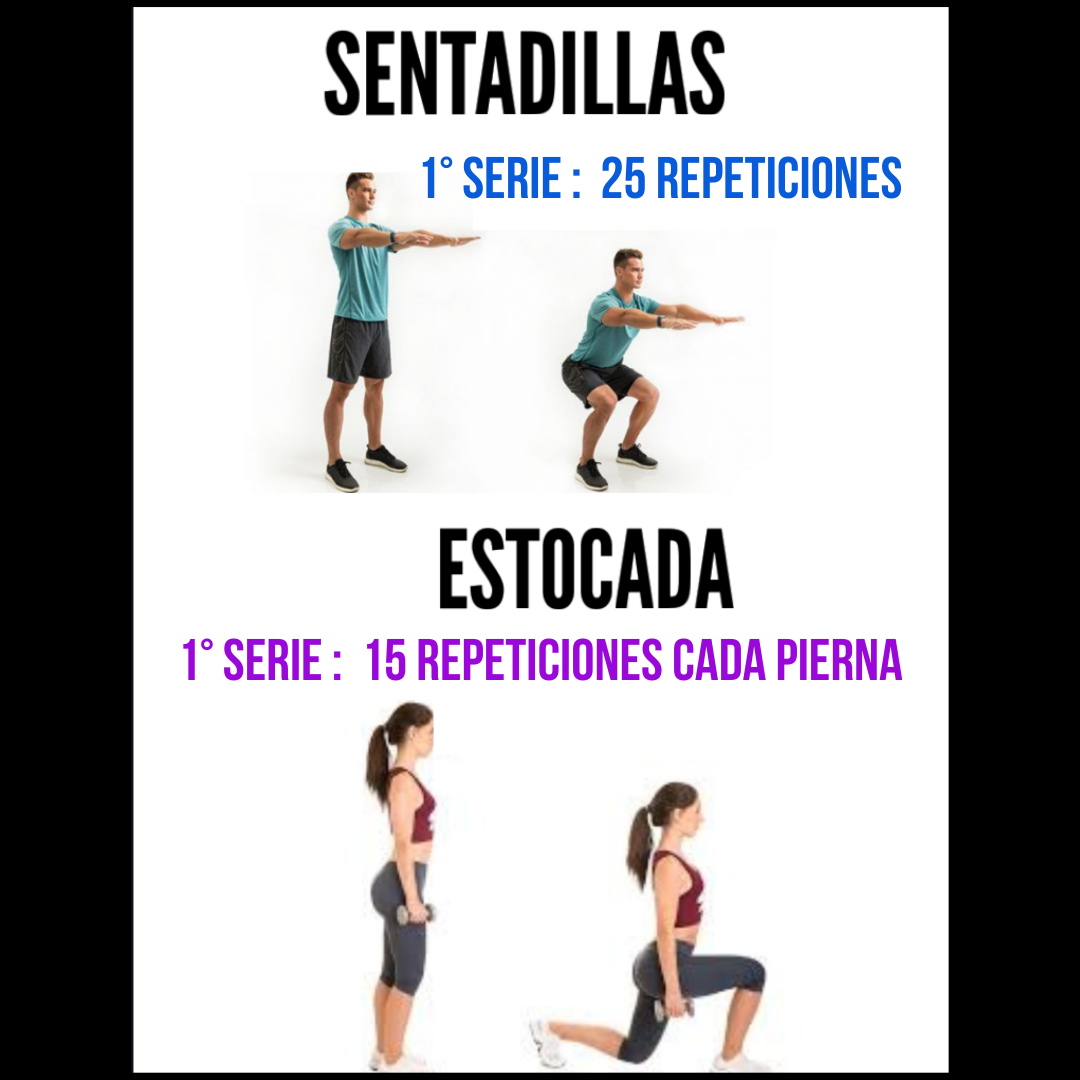 SENTADILLAS
1° SERIE : 25 REPETICIONES
ESTOCADA
1° SERIE : 15 REPETICIONES CADA PIERNA